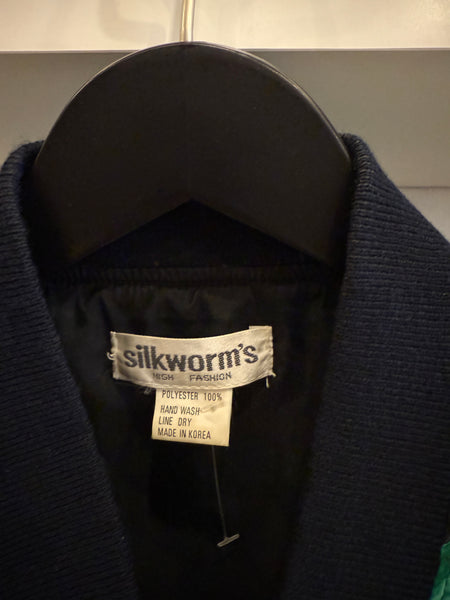 silkworm's
HIGH FASHION
POLYESTER 100%
HAND WASH
LINE DRY
MADE IN KOREA